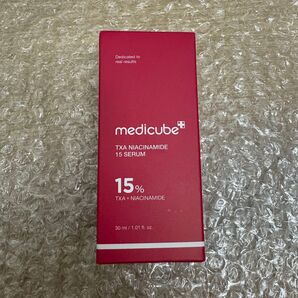 Dedicated to
real results
medicube
TXA NIACINAMIDE
15 SERUM
15%
TXA + NIACINAMIDE
30 ml / 1.01 fl. oz.